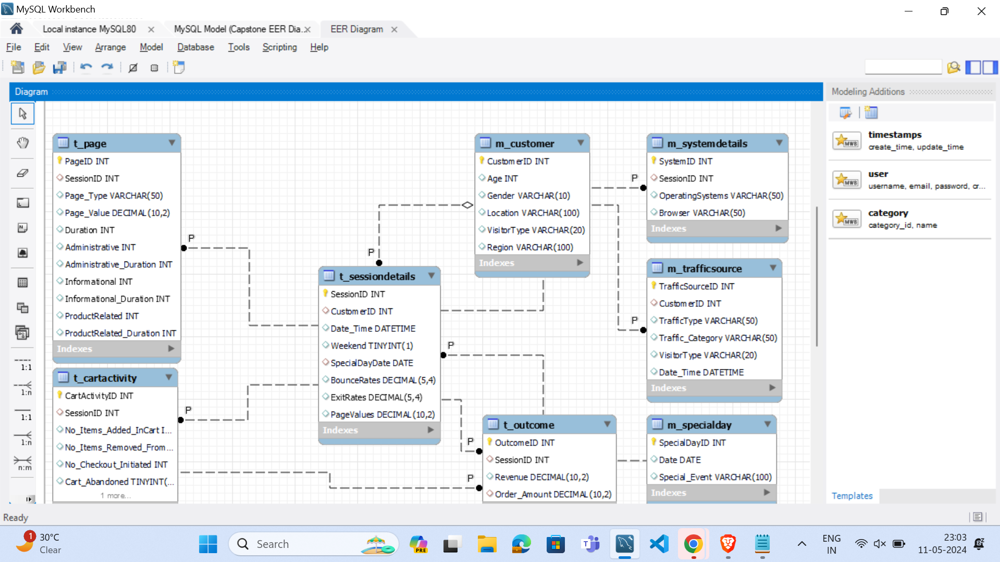 MySQL Workbench
Local instance MySQL80
MySQL Model (Capstone EER Dia...
EER Diagram
File Edit View Arrange Model Database Tools Scripting Help
Diagram
Modeling Additions
timestamps
create_time, update_time
user
username, email, password, cr...
category
category_id, name
Templates
t_page
PageID INT
SessionID INT
Page_Type VARCHAR(50)
Page_Value DECIMAL(10,2)
Duration INT
Administrative INT
Administrative_Duration INT
Informational INT
Informational_Duration INT
ProductRelated INT
ProductRelated_Duration INT
Indexes
t_cartactivity
CartActivityID INT
SessionID INT
No_Items_Added_InCart I...
No_Items_Removed_From...
No_Checkout_Initiated INT
Cart_Abandoned TINYINT(...
1 more...
t_sessiondetails
SessionID INT
CustomerID INT
Date_Time DATETIME
Weekend TINYINT(1)
SpecialDayDate DATE
BounceRates DECIMAL(5,4)
ExitRates DECIMAL(5,4)
PageValues DECIMAL(10,2)
Indexes
m_customer
CustomerID INT
Age INT
Gender VARCHAR(10)
Location VARCHAR(100)
VisitorType VARCHAR(20)
Region VARCHAR(100)
Indexes
t_outcome
OutcomeID INT
SessionID INT
Revenue DECIMAL(10,2)
Order_Amount DECIMAL(10,2)
m_systemdetails
SystemID INT
SessionID INT
OperatingSystems VARCHAR(50)
Browser VARCHAR(50)
Indexes
m_trafficsource
TrafficSourceID INT
CustomerID INT
TrafficType VARCHAR(50)
Traffic_Category VARCHAR(50)
VisitorType VARCHAR(20)
Date_Time DATETIME
Indexes
m_specialday
SpecialDayID INT
Date DATE
Special_Event VARCHAR(100)
Indexes
P
P
P
P
P
P
P
P
1:1
1:n
1:1
1:n
n:m
MWB
MWB
MWB
Ready
1
30°C
Clear
Search
PRE
ENG
IN
23:03
11-05-2024